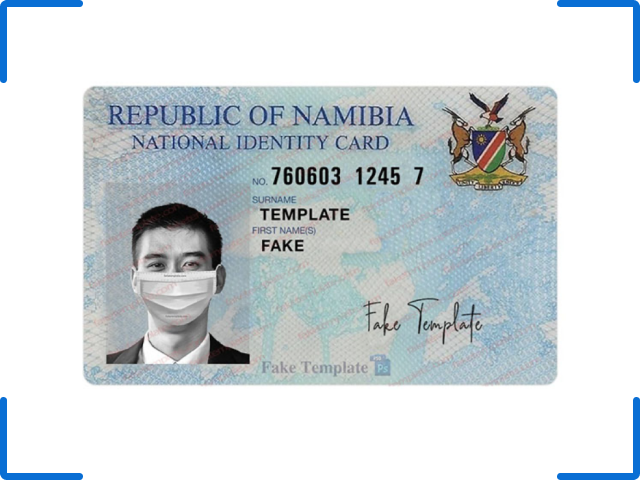 REPUBLIC OF NAMIBIA
NATIONAL IDENTITY CARD
NO. 760603 1245 7
SURNAME
TEMPLATE
FIRST NAME(S)
FAKE
Fake Template
Fake Template
Ps